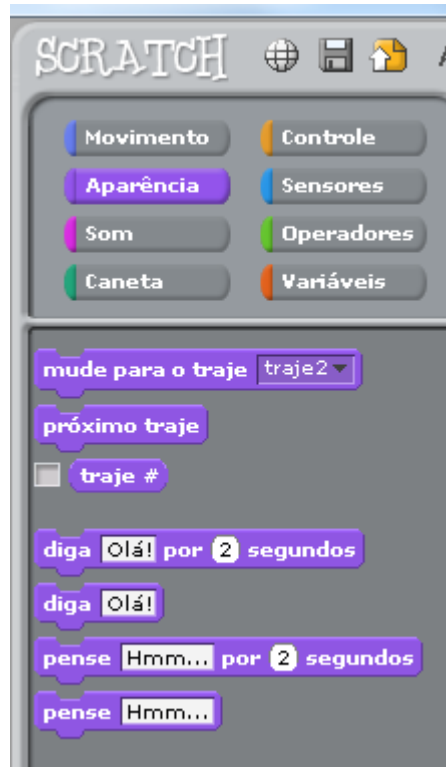 SCRATCH
Movimento Controle
Aparência Sensores
Som Operadores
Caneta Variáveis
mude para o traje traje2
próximo traje
traje #
diga Olá! por 2 segundos
diga Olá!
pense Hmm... por 2 segundos
pense Hmm...